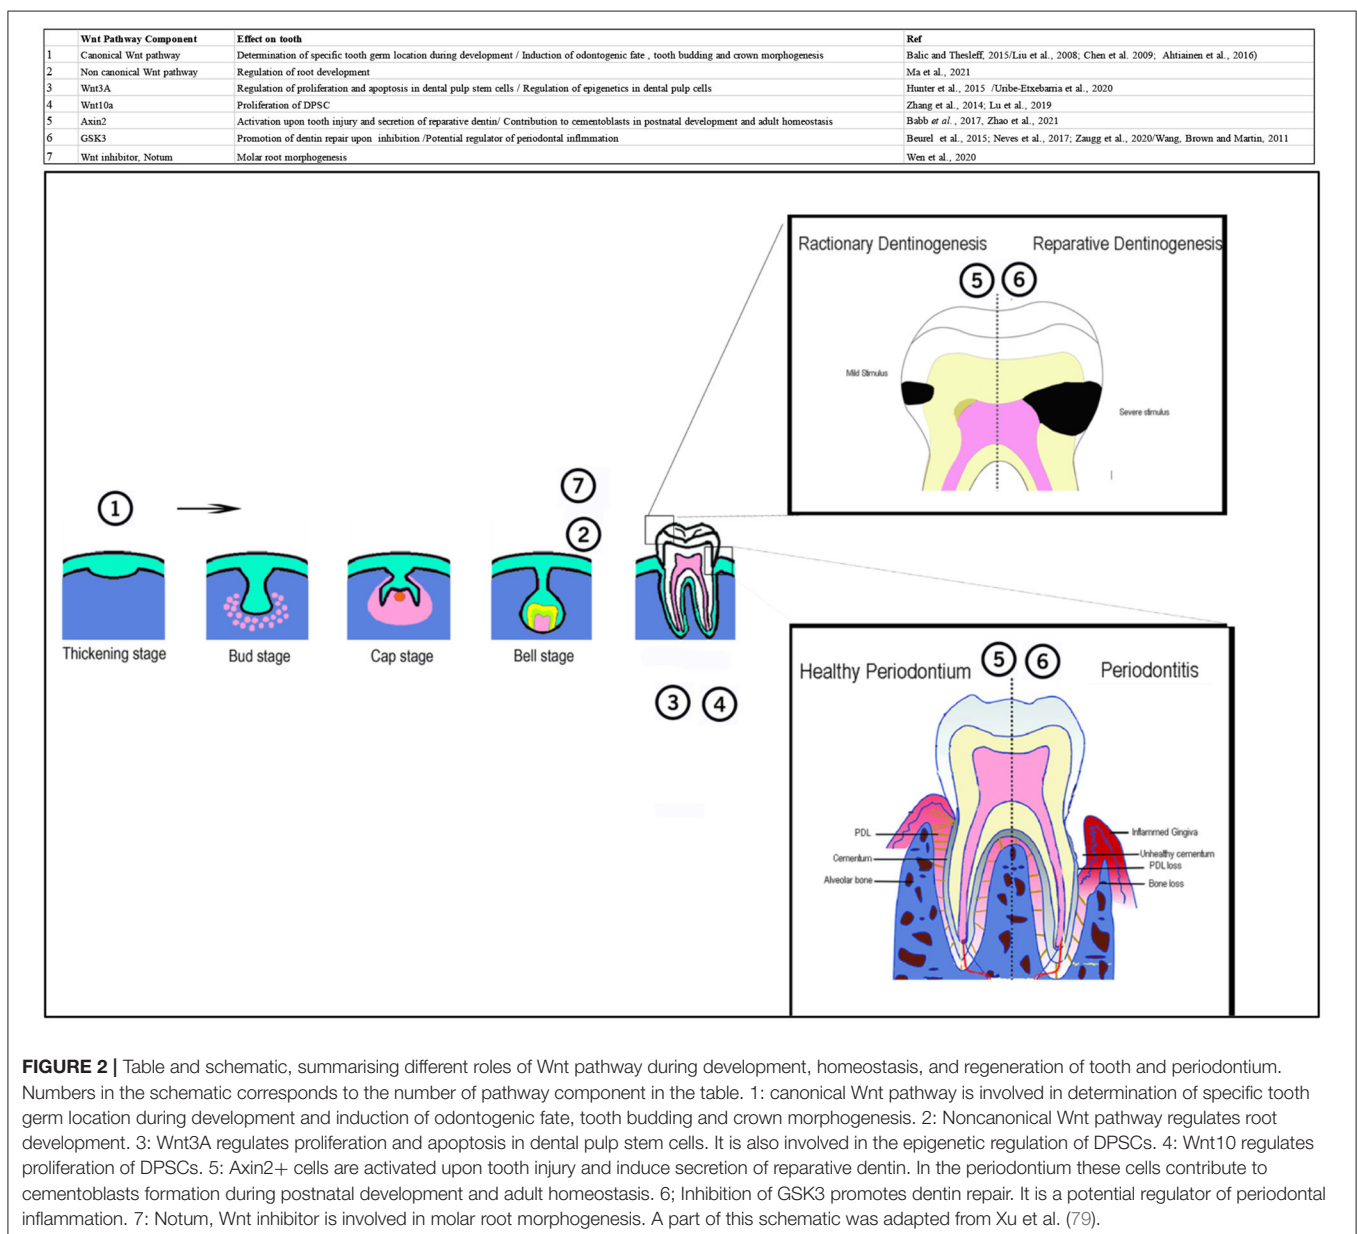 Wnt Pathway Component Effect on tooth Ref
1 Canonical Wnt pathway Determination of specific tooth germ location during development / Induction of odontogenic fate , tooth budding and crown morphogenesis Balic and Thesleff, 2015/Liu et al., 2008; Chen et al. 2009; Ahtiainen et al., 2016)
2 Non canonical Wnt pathway Regulation of root development Ma et al., 2021
3 Wnt3A Regulation of proliferation and apoptosis in dental pulp stem cells / Regulation of epigenetics in dental pulp cells Hunter et al., 2015 /Uribe-Etxebarria et al., 2020
4 Wnt10a Proliferation of DPSC Zhang et al., 2014; Lu et al., 2019
5 Axin2 Activation upon tooth injury and secretion of reparative dentin/ Contribution to cementoblasts in postnatal development and adult homeostasis Babb et al., 2017, Zhao et al., 2021
6 GSK3 Promotion of dentin repair upon inhibition /Potential regulator of periodontal inflmmation Beurel et al., 2015; Neves et al., 2017; Zaugg et al., 2020/Wang, Brown and Martin, 2011
7 Wnt inhibitor, Notum Molar root morphogenesis Wen et al., 2020
Ractionary Dentinogenesis Reparative Dentinogenesis
5 6
Mild Stimulus
Severe stimulus
1
7
2
Thickening stage Bud stage Cap stage Bell stage
3 4
Healthy Periodontium 5 6 Periodontitis
PDL
Cementum
Alveolar bone
Inflammed Gingiva
Unhealthy cementum
PDL loss
Bone loss
FIGURE 2 | Table and schematic, summarising different roles of Wnt pathway during development, homeostasis, and regeneration of tooth and periodontium.
Numbers in the schematic corresponds to the number of pathway component in the table. 1: canonical Wnt pathway is involved in determination of specific tooth
germ location during development and induction of odontogenic fate, tooth budding and crown morphogenesis. 2: Noncanonical Wnt pathway regulates root
development. 3: Wnt3A regulates proliferation and apoptosis in dental pulp stem cells. It is also involved in the epigenetic regulation of DPSCs. 4: Wnt10 regulates
proliferation of DPSCs. 5: Axin2+ cells are activated upon tooth injury and induce secretion of reparative dentin. In the periodontium these cells contribute to
cementoblasts formation during postnatal development and adult homeostasis. 6; Inhibition of GSK3 promotes dentin repair. It is a potential regulator of periodontal
inflammation. 7: Notum, Wnt inhibitor is involved in molar root morphogenesis. A part of this schematic was adapted from Xu et al. (79).